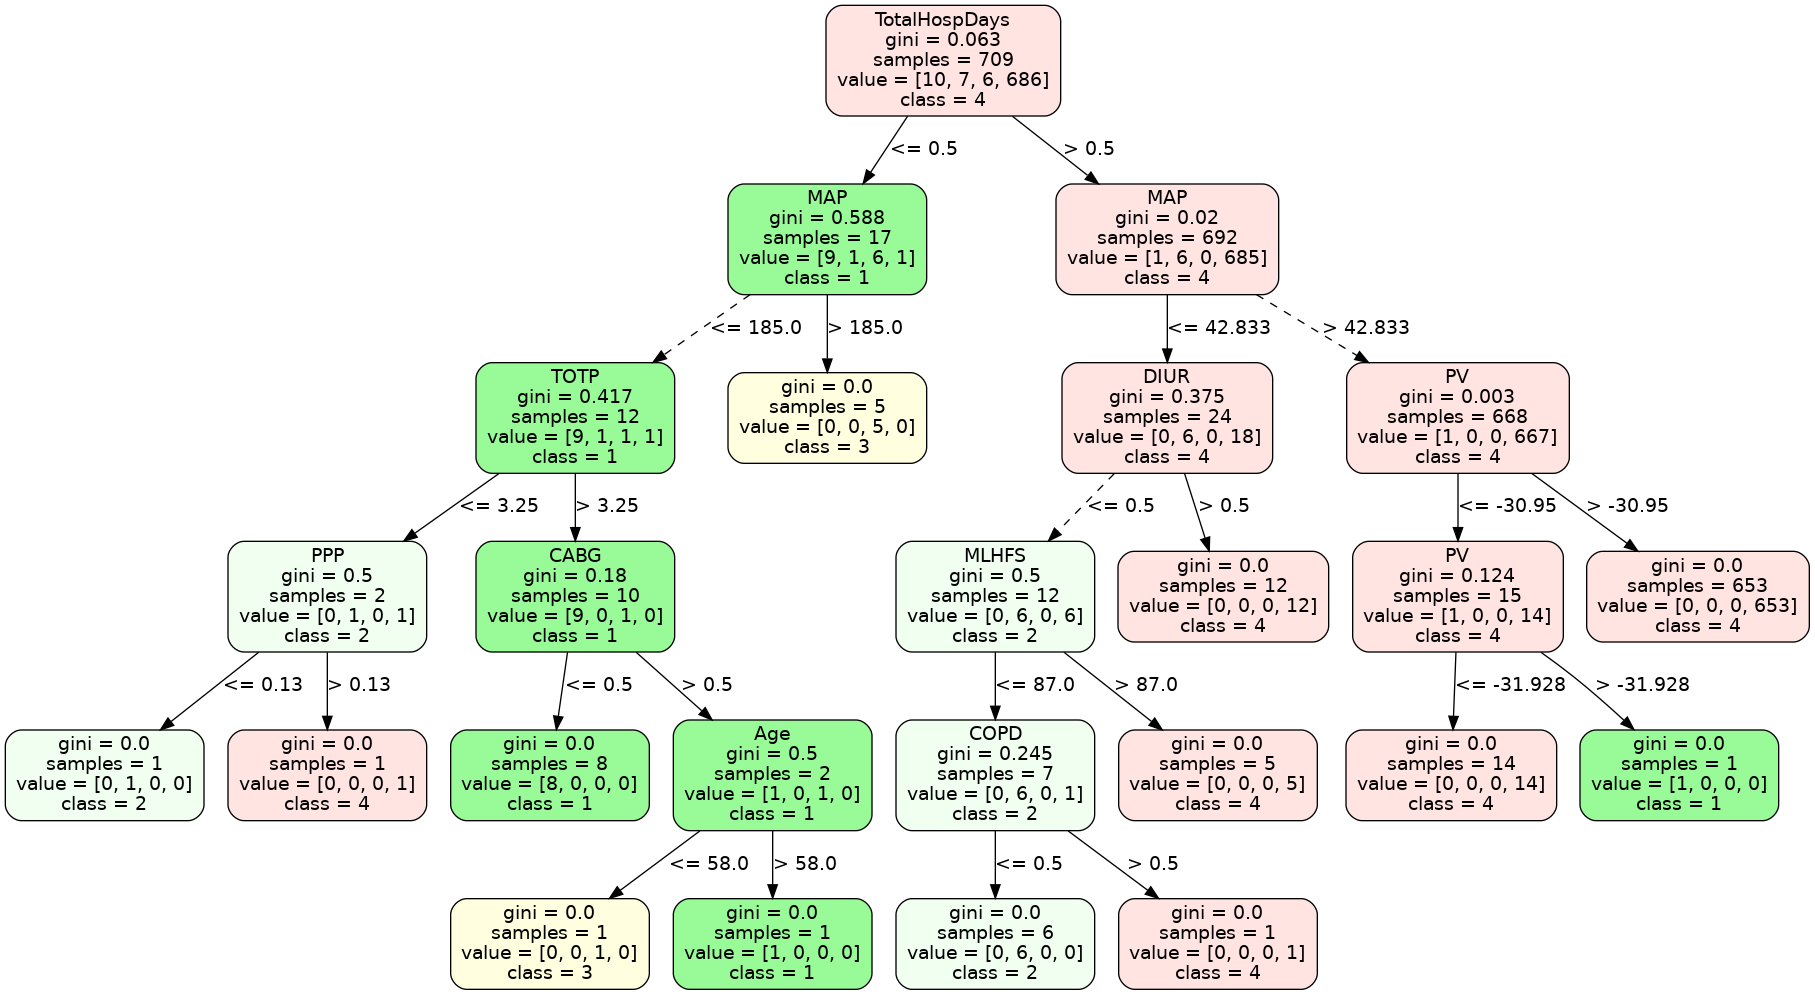 TotalHospDays
gini = 0.063
samples = 709
value = [10, 7, 6, 686]
class = 4
<= 0.5
> 0.5
MAP
gini = 0.588
samples = 17
value = [9, 1, 6, 1]
class = 1
MAP
gini = 0.02
samples = 692
value = [1, 6, 0, 685]
class = 4
<= 185.0
> 185.0
<= 42.833
> 42.833
TOTP
gini = 0.417
samples = 12
value = [9, 1, 1, 1]
class = 1
gini = 0.0
samples = 5
value = [0, 0, 5, 0]
class = 3
DIUR
gini = 0.375
samples = 24
value = [0, 6, 0, 18]
class = 4
PV
gini = 0.003
samples = 668
value = [1, 0, 0, 667]
class = 4
<= 3.25
> 3.25
<= 0.5
> 0.5
<= -30.95
> -30.95
PPP
gini = 0.5
samples = 2
value = [0, 1, 0, 1]
class = 2
CABG
gini = 0.18
samples = 10
value = [9, 0, 1, 0]
class = 1
MLHFS
gini = 0.5
samples = 12
value = [0, 6, 0, 6]
class = 2
gini = 0.0
samples = 12
value = [0, 0, 0, 12]
class = 4
PV
gini = 0.124
samples = 15
value = [1, 0, 0, 14]
class = 4
gini = 0.0
samples = 653
value = [0, 0, 0, 653]
class = 4
<= 0.13
> 0.13
<= 0.5
> 0.5
<= 87.0
> 87.0
<= -31.928
> -31.928
gini = 0.0
samples = 1
value = [0, 1, 0, 0]
class = 2
gini = 0.0
samples = 1
value = [0, 0, 0, 1]
class = 4
gini = 0.0
samples = 8
value = [8, 0, 0, 0]
class = 1
Age
gini = 0.5
samples = 2
value = [1, 0, 1, 0]
class = 1
COPD
gini = 0.245
samples = 7
value = [0, 6, 0, 1]
class = 2
gini = 0.0
samples = 5
value = [0, 0, 0, 5]
class = 4
gini = 0.0
samples = 14
value = [0, 0, 0, 14]
class = 4
gini = 0.0
samples = 1
value = [1, 0, 0, 0]
class = 1
<= 58.0
> 58.0
<= 0.5
> 0.5
gini = 0.0
samples = 1
value = [0, 0, 1, 0]
class = 3
gini = 0.0
samples = 1
value = [1, 0, 0, 0]
class = 1
gini = 0.0
samples = 6
value = [0, 6, 0, 0]
class = 2
gini = 0.0
samples = 1
value = [0, 0, 0, 1]
class = 4